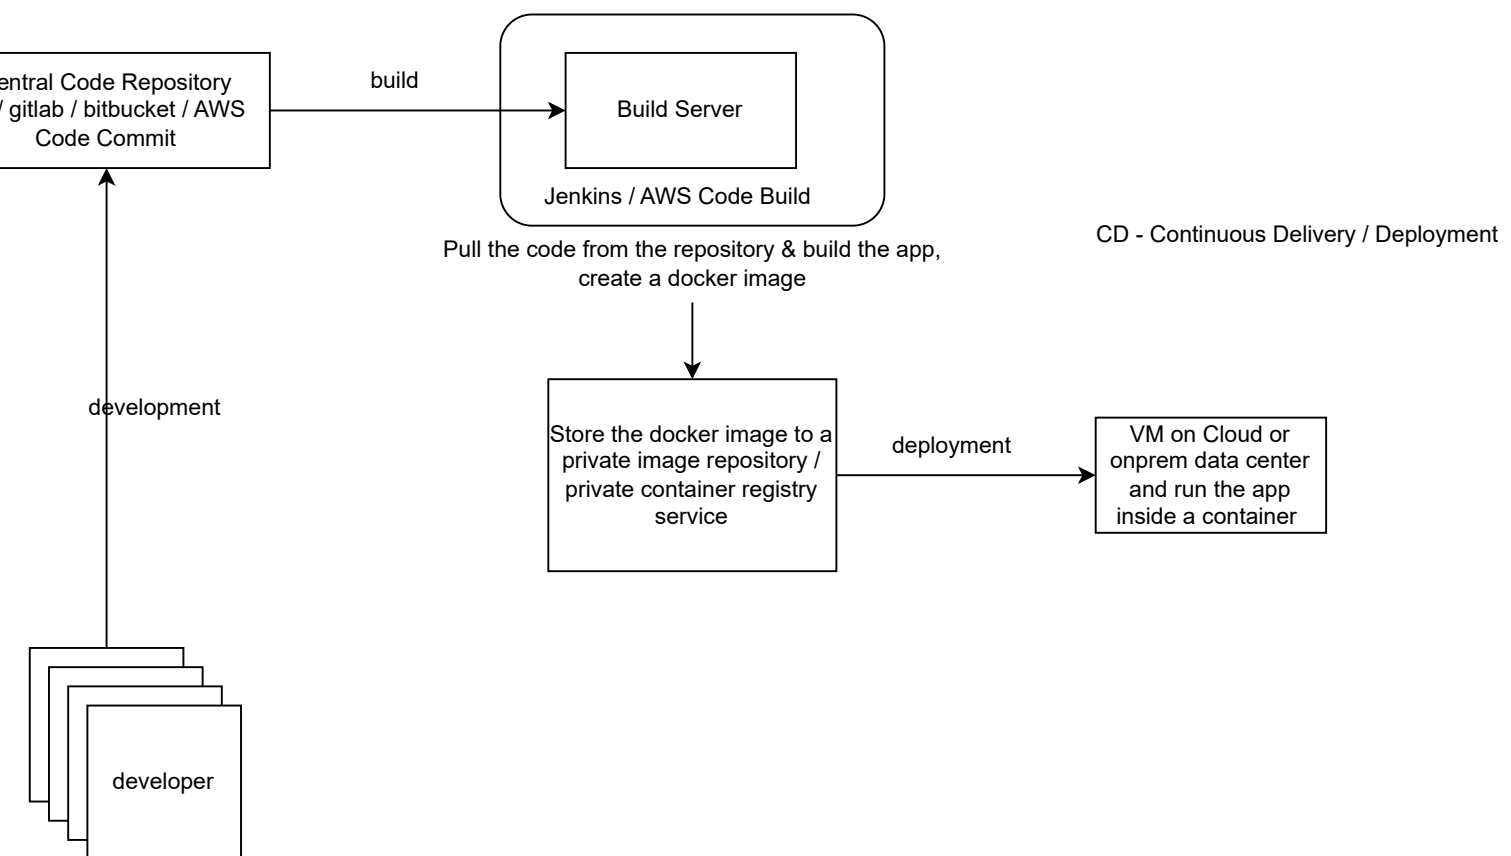 entral Code Repository
/ gitlab / bitbucket / AWS
Code Commit
build
Build Server
Jenkins / AWS Code Build
Pull the code from the repository & build the app,
create a docker image
CD - Continuous Delivery / Deployment
development
Store the docker image to a
private image repository /
private container registry
service
deployment
VM on Cloud or
onprem data center
and run the app
inside a container
developer